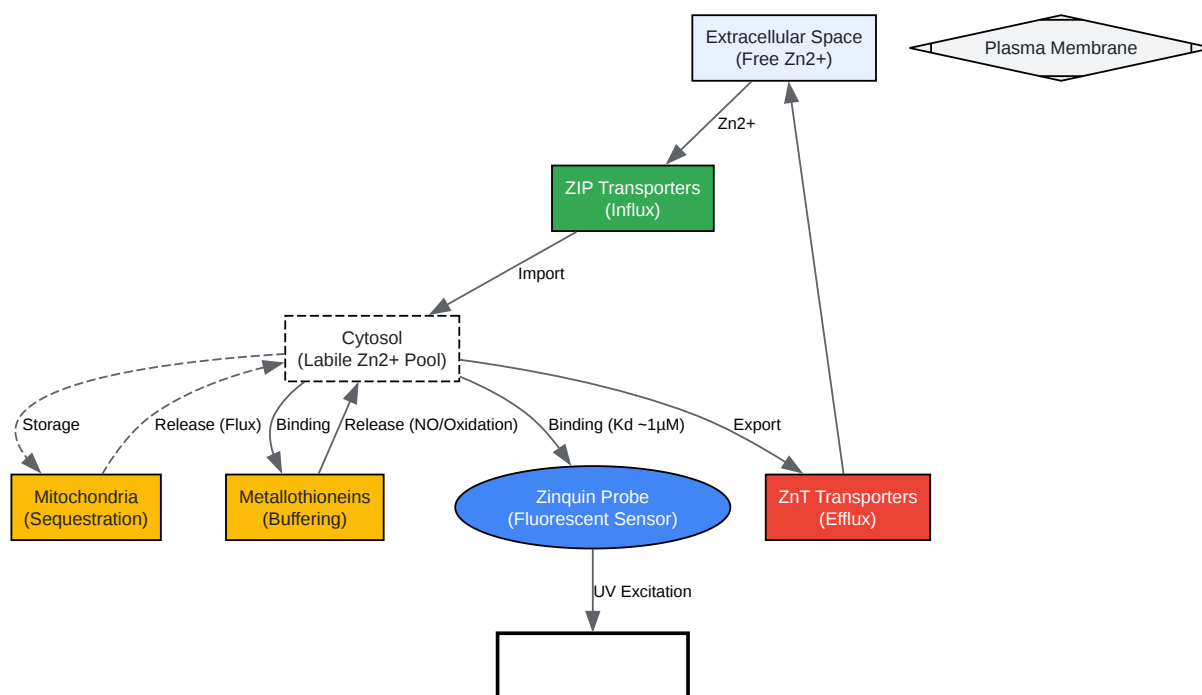 Extracellular Space
(Free Zn2+)
Plasma Membrane
Zn2+
ZIP Transporters
(Influx)
Import
Cytosol
(Labile Zn2+ Pool)
Storage
Release (Flux)
Binding
Release (NO/Oxidation)
Binding (Kd ~1µM)
Export
Mitochondria
(Sequestration)
Metallothioneins
(Buffering)
Zinquin Probe
(Fluorescent Sensor)
ZnT Transporters
(Efflux)
UV Excitation